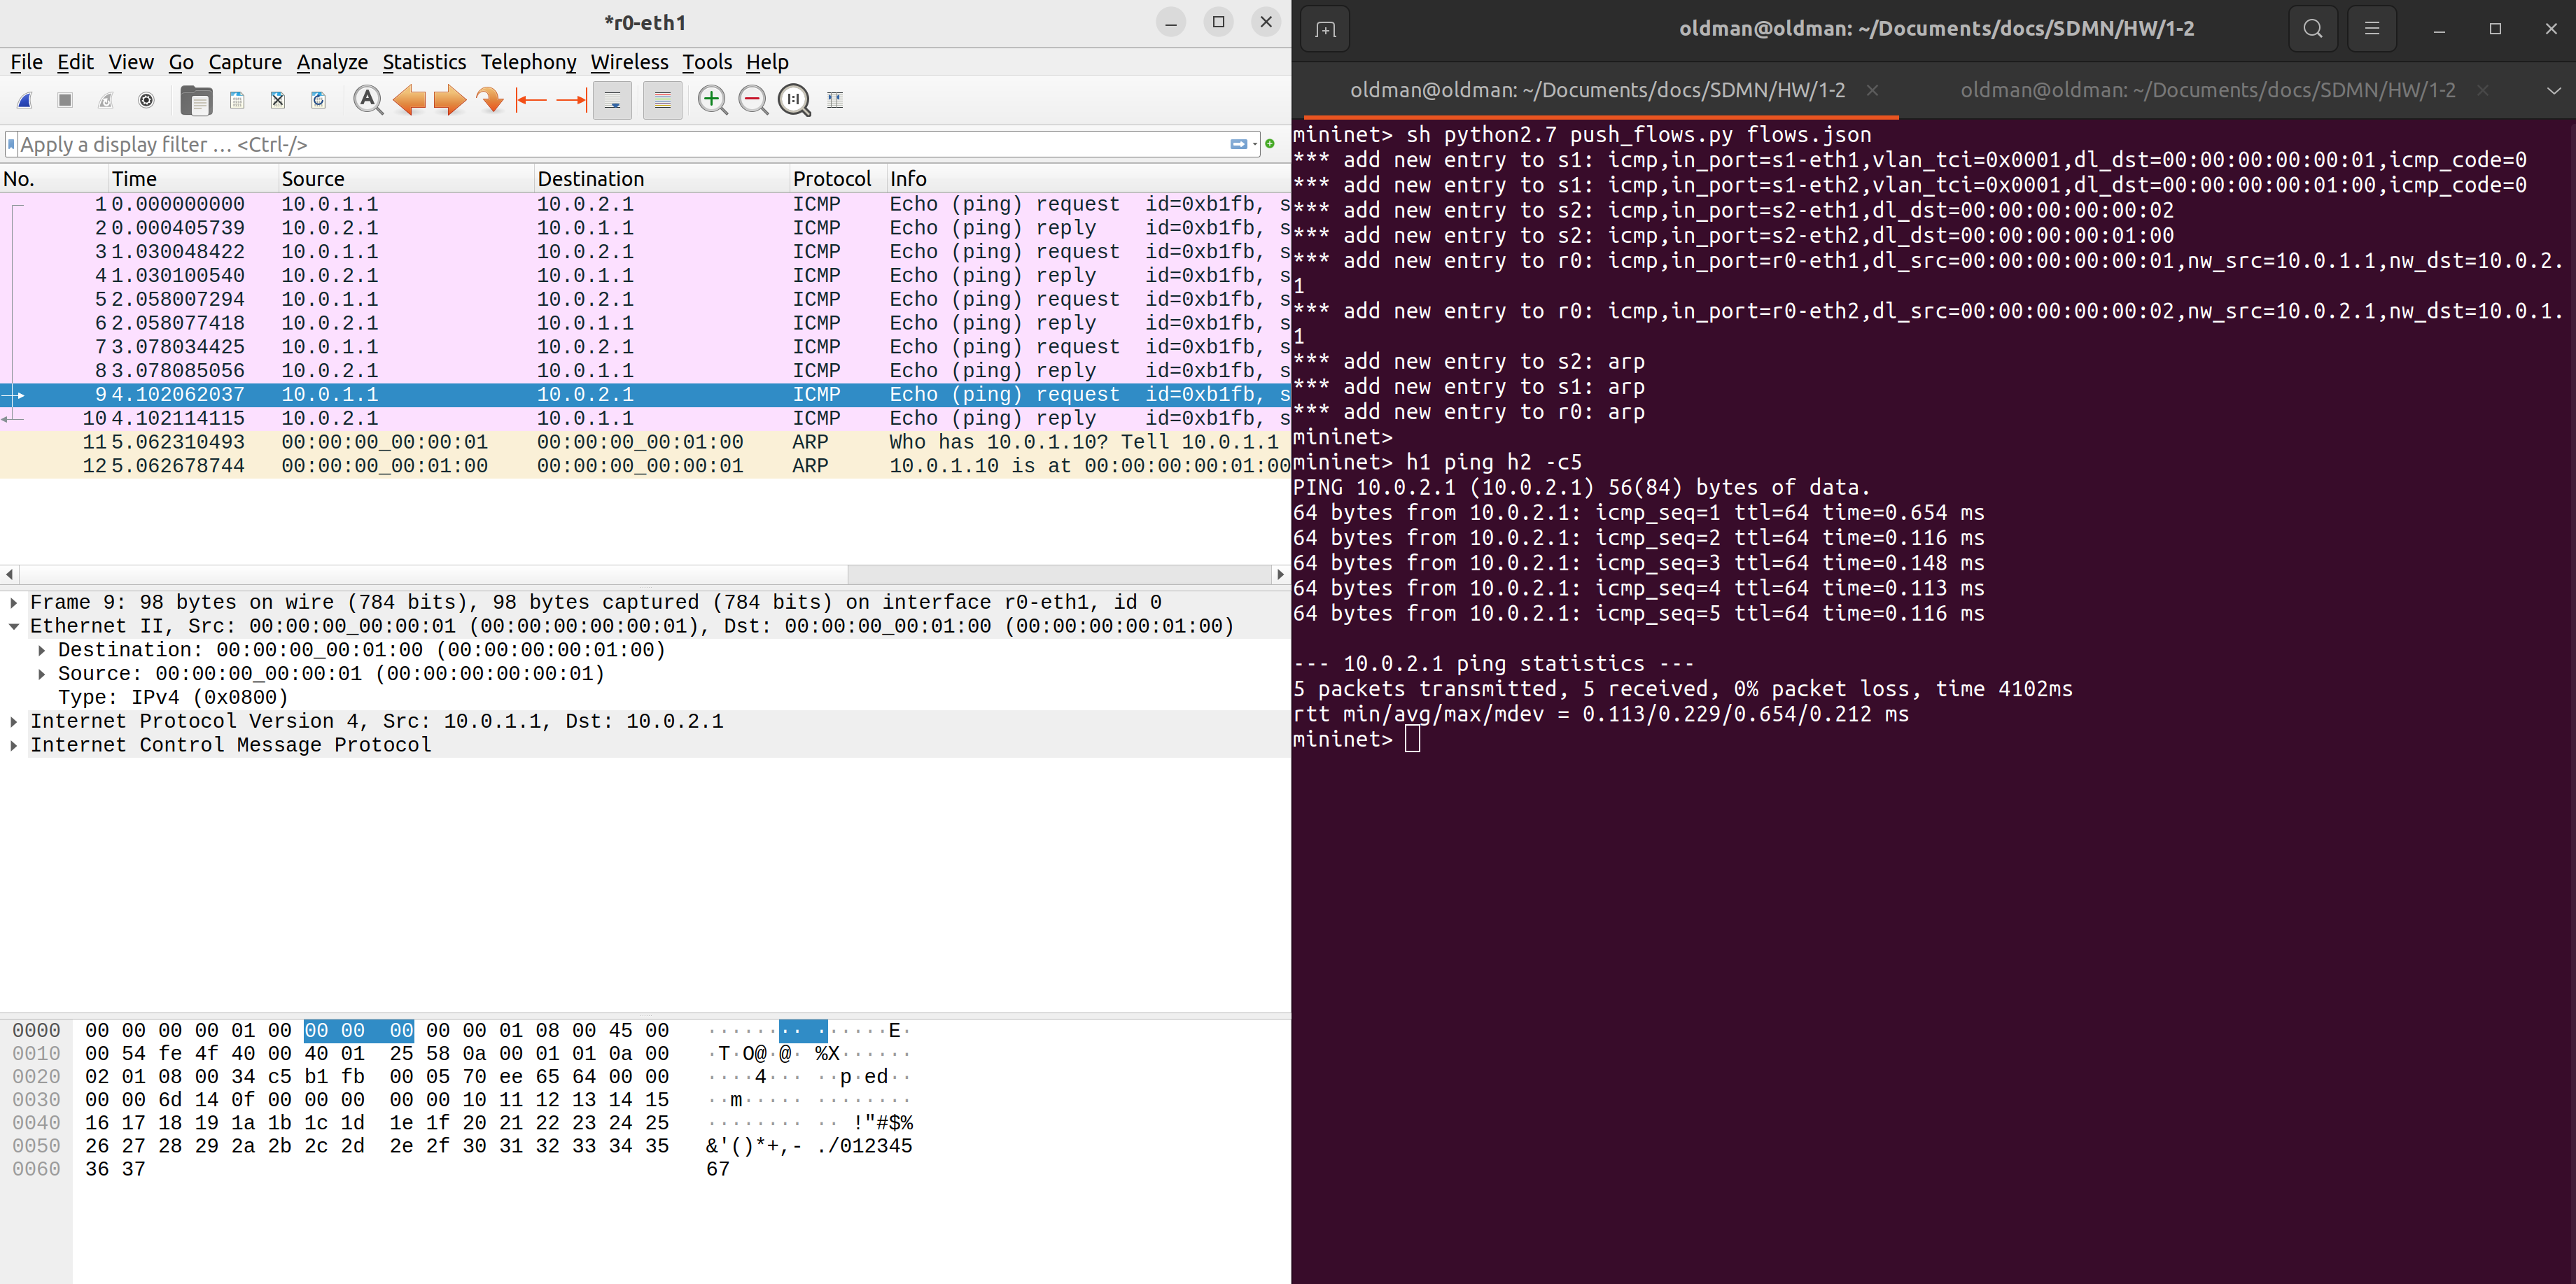 *r0-eth1
File Edit View Go Capture Analyze Statistics Telephony Wireless Tools Help
Apply a display filter … <Ctrl-/>
No. Time Source Destination Protocol Info
1 0.000000000 10.0.1.1 10.0.2.1 ICMP Echo (ping) request id=0xb1fb, s
2 0.000405739 10.0.2.1 10.0.1.1 ICMP Echo (ping) reply id=0xb1fb, s
3 1.030048422 10.0.1.1 10.0.2.1 ICMP Echo (ping) request id=0xb1fb, s
4 1.030100540 10.0.2.1 10.0.1.1 ICMP Echo (ping) reply id=0xb1fb, s
5 2.058007294 10.0.1.1 10.0.2.1 ICMP Echo (ping) request id=0xb1fb, s
6 2.058077418 10.0.2.1 10.0.1.1 ICMP Echo (ping) reply id=0xb1fb, s
7 3.078034425 10.0.1.1 10.0.2.1 ICMP Echo (ping) request id=0xb1fb, s
8 3.078085056 10.0.2.1 10.0.1.1 ICMP Echo (ping) reply id=0xb1fb, s
9 4.102062037 10.0.1.1 10.0.2.1 ICMP Echo (ping) request id=0xb1fb, s
10 4.102114115 10.0.2.1 10.0.1.1 ICMP Echo (ping) reply id=0xb1fb, s
11 5.062310493 00:00:00_00:00:01 00:00:00_00:01:00 ARP Who has 10.0.1.10? Tell 10.0.1.1
12 5.062678744 00:00:00_00:01:00 00:00:00_00:00:01 ARP 10.0.1.10 is at 00:00:00:00:01:00
Frame 9: 98 bytes on wire (784 bits), 98 bytes captured (784 bits) on interface r0-eth1, id 0
Ethernet II, Src: 00:00:00_00:00:01 (00:00:00:00:00:01), Dst: 00:00:00_00:01:00 (00:00:00:00:01:00)
Destination: 00:00:00_00:01:00 (00:00:00:00:01:00)
Source: 00:00:00_00:00:01 (00:00:00:00:00:01)
Type: IPv4 (0x0800)
Internet Protocol Version 4, Src: 10.0.1.1, Dst: 10.0.2.1
Internet Control Message Protocol
0000 00 00 00 00 01 00 00 00 00 00 00 01 08 00 45 00 ········ ······E·
0010 00 54 fe 4f 40 00 40 01 25 58 0a 00 01 01 0a 00 ·T·O@·@· %X······
0020 02 01 08 00 34 c5 b1 fb 00 05 70 ee 65 64 00 00 ····4··· ··p·ed··
0030 00 00 6d 14 0f 00 00 00 00 00 10 11 12 13 14 15 ··m····· ········
0040 16 17 18 19 1a 1b 1c 1d 1e 1f 20 21 22 23 24 25 ········ ·· !"#$%
0050 26 27 28 29 2a 2b 2c 2d 2e 2f 30 31 32 33 34 35 &'()*+,- ./012345
0060 36 37 67
oldman@oldman: ~/Documents/docs/SDMN/HW/1-2
oldman@oldman: ~/Documents/docs/SDMN/HW/1-2 oldman@oldman: ~/Documents/docs/SDMN/HW/1-2
mininet> sh python2.7 push_flows.py flows.json
*** add new entry to s1: icmp,in_port=s1-eth1,vlan_tci=0x0001,dl_dst=00:00:00:00:00:01,icmp_code=0
*** add new entry to s1: icmp,in_port=s1-eth2,vlan_tci=0x0001,dl_dst=00:00:00:00:01:00,icmp_code=0
*** add new entry to s2: icmp,in_port=s2-eth1,dl_dst=00:00:00:00:00:02
*** add new entry to s2: icmp,in_port=s2-eth2,dl_dst=00:00:00:00:01:00
*** add new entry to r0: icmp,in_port=r0-eth1,dl_src=00:00:00:00:00:01,nw_src=10.0.1.1,nw_dst=10.0.2.
1
*** add new entry to r0: icmp,in_port=r0-eth2,dl_src=00:00:00:00:00:02,nw_src=10.0.2.1,nw_dst=10.0.1.
1
*** add new entry to s2: arp
*** add new entry to s1: arp
*** add new entry to r0: arp
mininet>
mininet> h1 ping h2 -c5
PING 10.0.2.1 (10.0.2.1) 56(84) bytes of data.
64 bytes from 10.0.2.1: icmp_seq=1 ttl=64 time=0.654 ms
64 bytes from 10.0.2.1: icmp_seq=2 ttl=64 time=0.116 ms
64 bytes from 10.0.2.1: icmp_seq=3 ttl=64 time=0.148 ms
64 bytes from 10.0.2.1: icmp_seq=4 ttl=64 time=0.113 ms
64 bytes from 10.0.2.1: icmp_seq=5 ttl=64 time=0.116 ms
--- 10.0.2.1 ping statistics ---
5 packets transmitted, 5 received, 0% packet loss, time 4102ms
rtt min/avg/max/mdev = 0.113/0.229/0.654/0.212 ms
mininet>